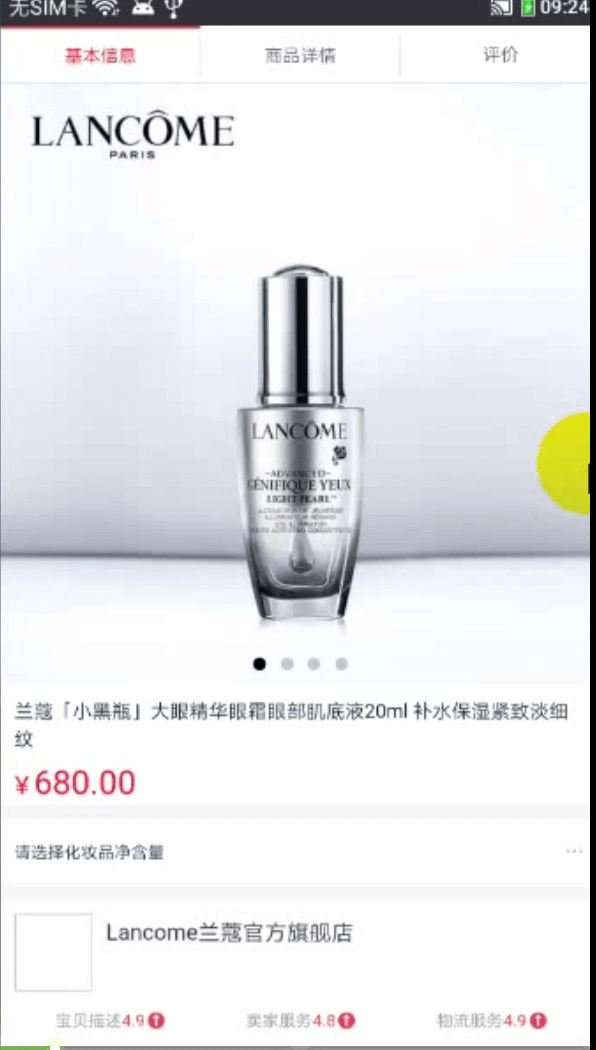 无SIM卡 09:24
基本信息 商品详情 评价
LANCÔME
PARIS
LANCÔME
-ADVANCED-
GÉNIFIQUE YEUX
LIGHT-PEARL™
兰蔻「小黑瓶」大眼精华眼霜眼部肌底液20ml 补水保湿紧致淡细
纹
¥680.00
请选择化妆品净含量 ...
Lancome兰蔻官方旗舰店
宝贝描述4.9 卖家服务4.8 物流服务4.9